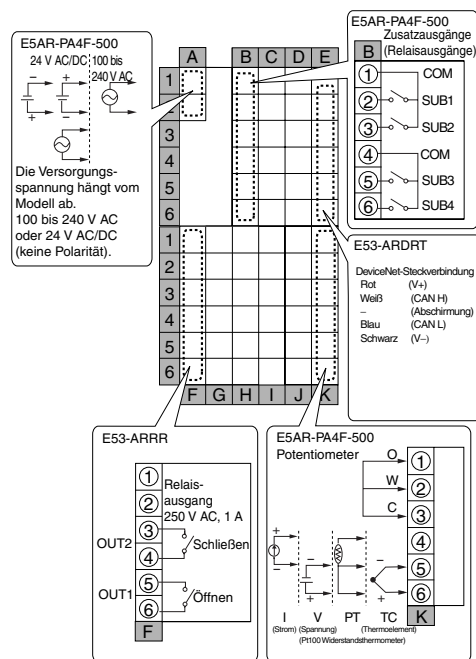 E5AR-PA4F-500
24 V AC/DC
100 bis
240 V AC
− + 
+ −
Die Versorgungs-
spannung hängt vom
Modell ab.
100 bis 240 V AC
oder 24 V AC/DC
(keine Polarität).
A B C D E
1
2
3
4
5
6
1
2
3
4
5
6
F G H I J K
E5AR-PA4F-500
Zusatzausgänge
(Relaisausgänge)
B
1 COM
2 SUB1
3 SUB2
4 COM
5 SUB3
6 SUB4
E53-ARDRT
DeviceNet-Steckverbindung
Rot (V+)
Weiß (CAN H)
– (Abschirmung)
Blau (CAN L)
Schwarz (V−)
E53-ARRR
1
2
3
4
5
6
F
Relais-
ausgang
250 V AC, 1 A
OUT2 Schließen
OUT1 Öffnen
E5AR-PA4F-500
Potentiometer
O 1
W 2
C 3
4
5
6
K
+ − + −
− + +
I V PT TC
(Strom) (Spannung) (Thermoelement)
(Pt100 Widerstandsthermometer)